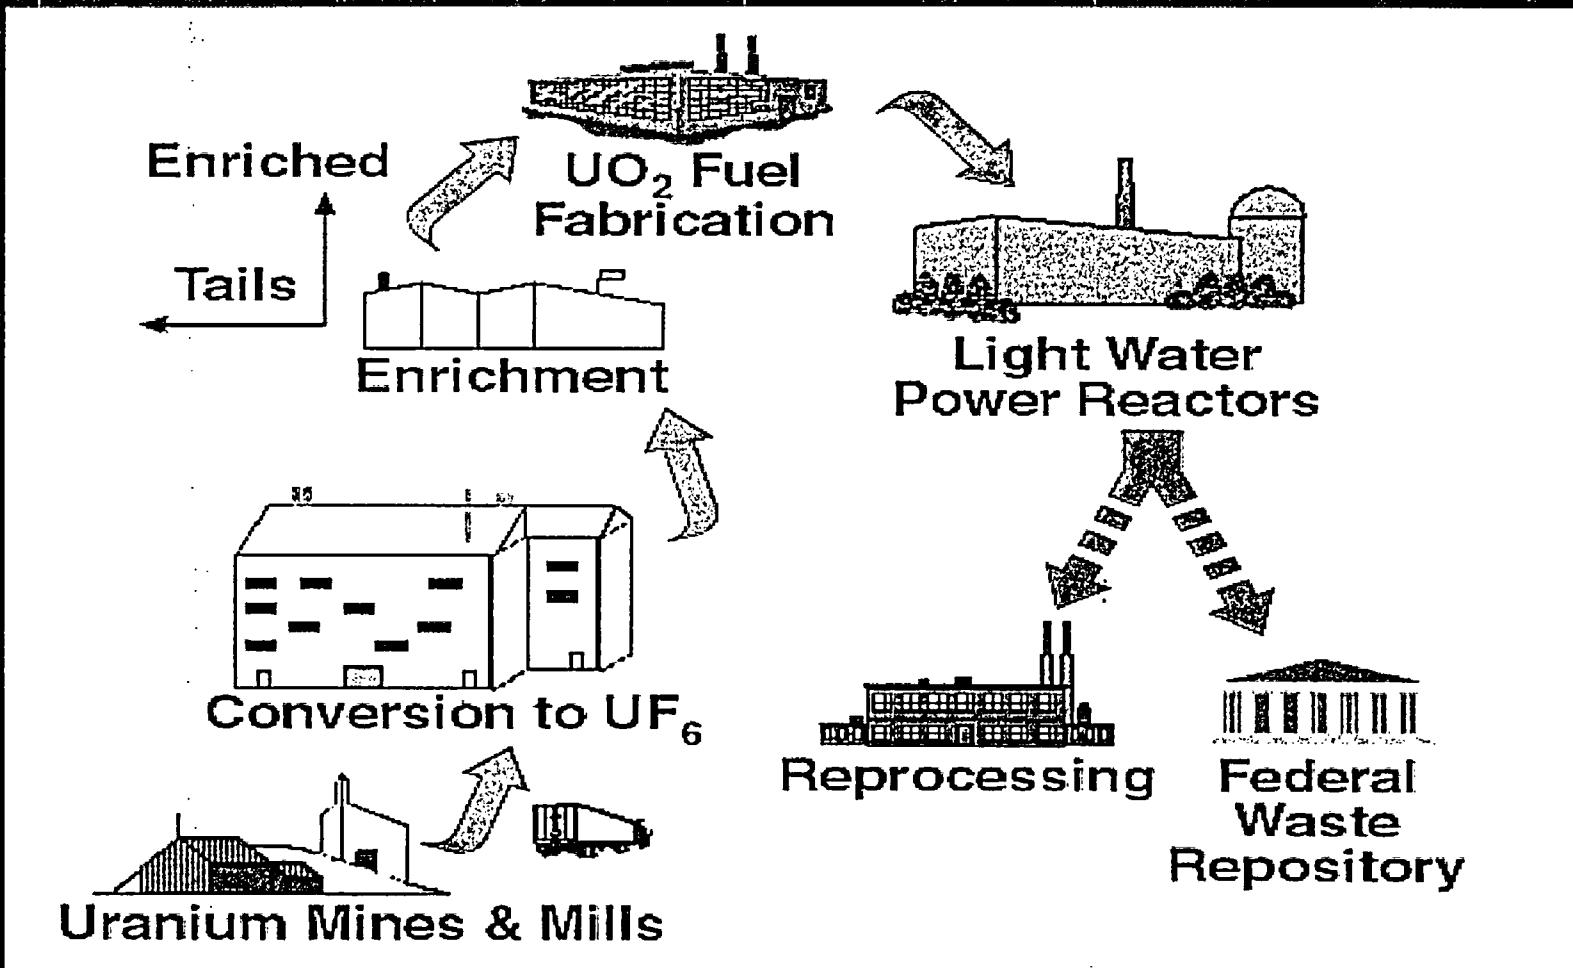 Enriched
Tails
UO₂ Fuel
Fabrication
Enrichment
Light Water
Power Reactors
Conversion to UF₆
Reprocessing
Federal
Waste
Repository
Uranium Mines & Mills